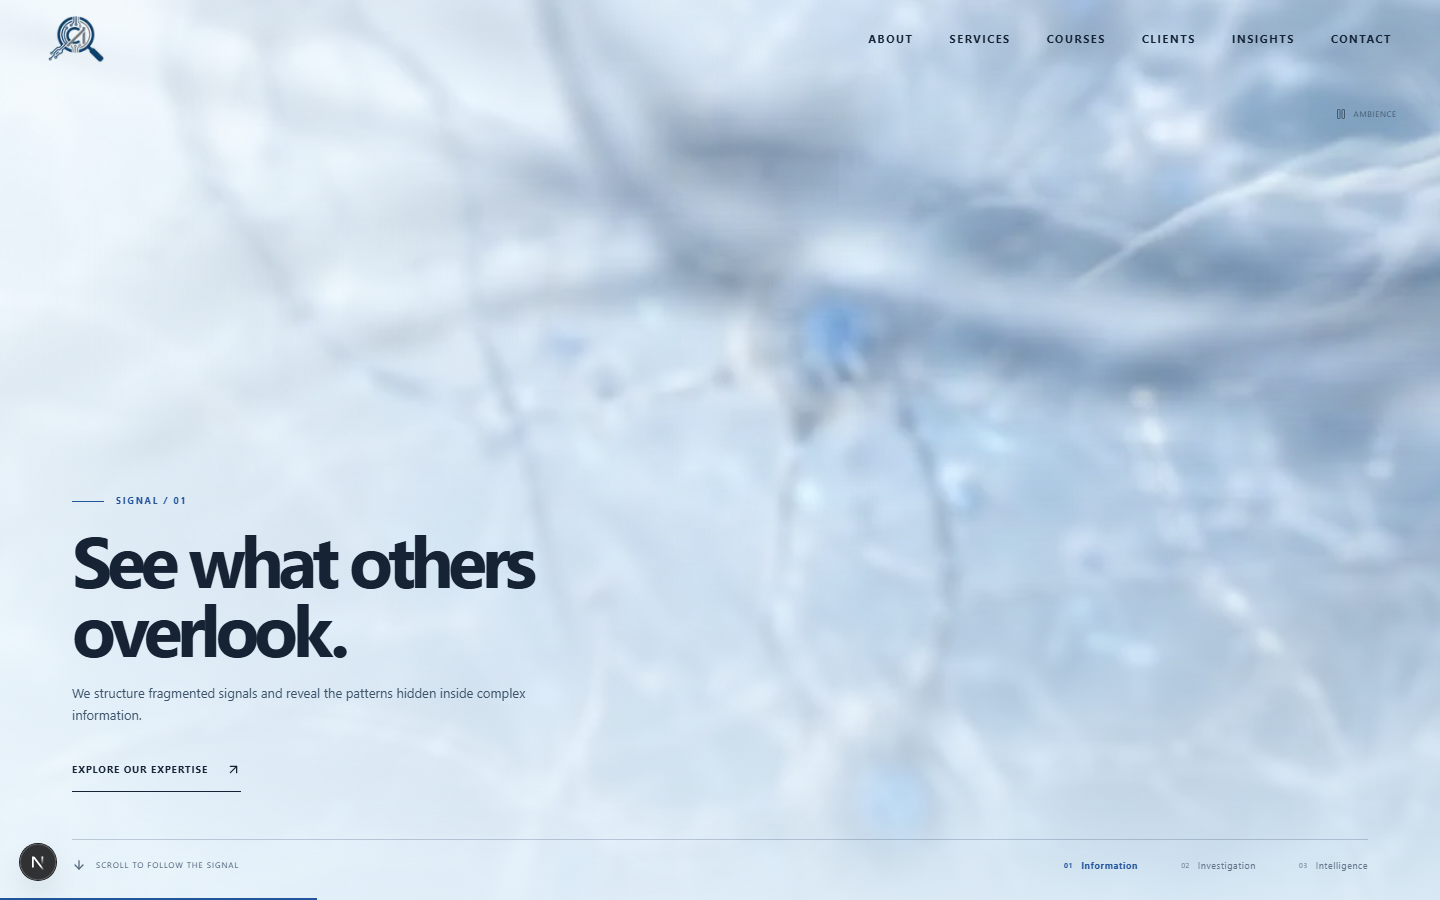 ABOUT SERVICES COURSES CLIENTS INSIGHTS CONTACT
AMBIENCE
SIGNAL / 01
See what others
overlook.
We structure fragmented signals and reveal the patterns hidden inside complex
information.
EXPLORE OUR EXPERTISE
SCROLL TO FOLLOW THE SIGNAL
01 Information 02 Investigation 03 Intelligence